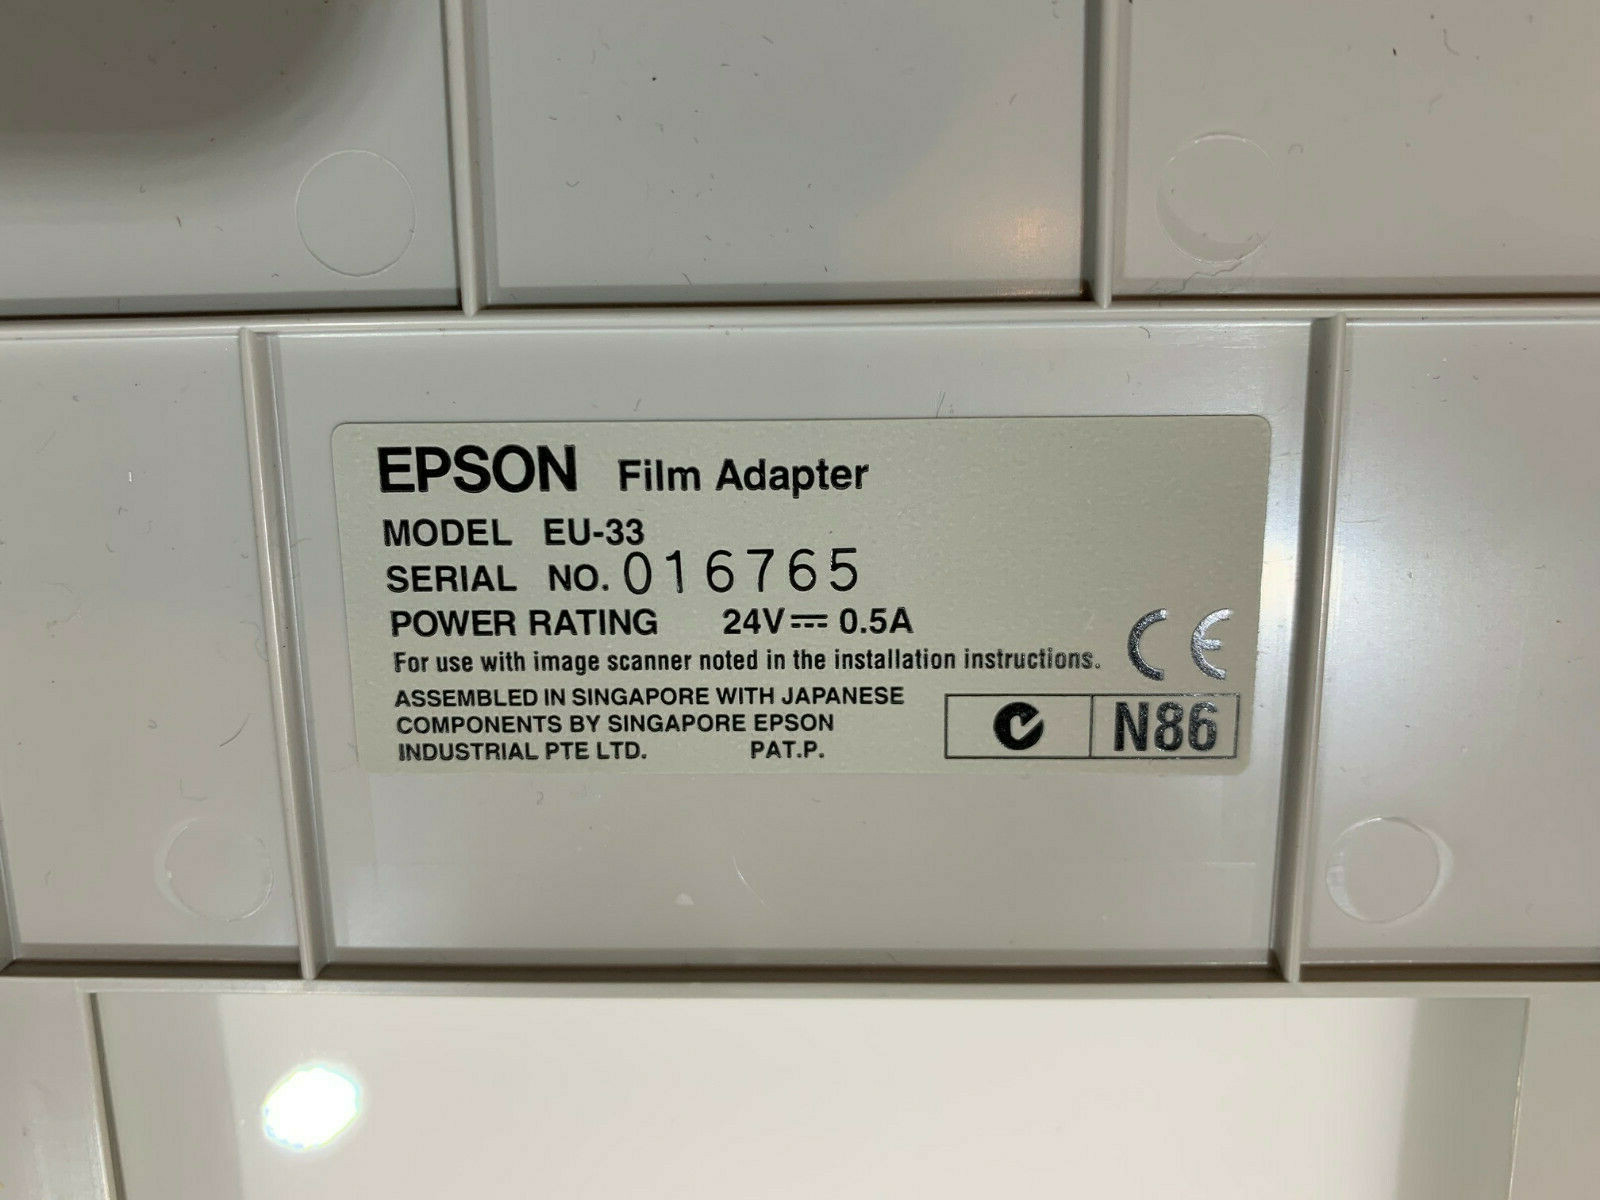 EPSON Film Adapter
MODEL EU-33
SERIAL NO. 016765
POWER RATING 24V⎓0.5A
For use with image scanner noted in the installation instructions.
CE
ASSEMBLED IN SINGAPORE WITH JAPANESE
COMPONENTS BY SINGAPORE EPSON
INDUSTRIAL PTE LTD. PAT.P.
N86